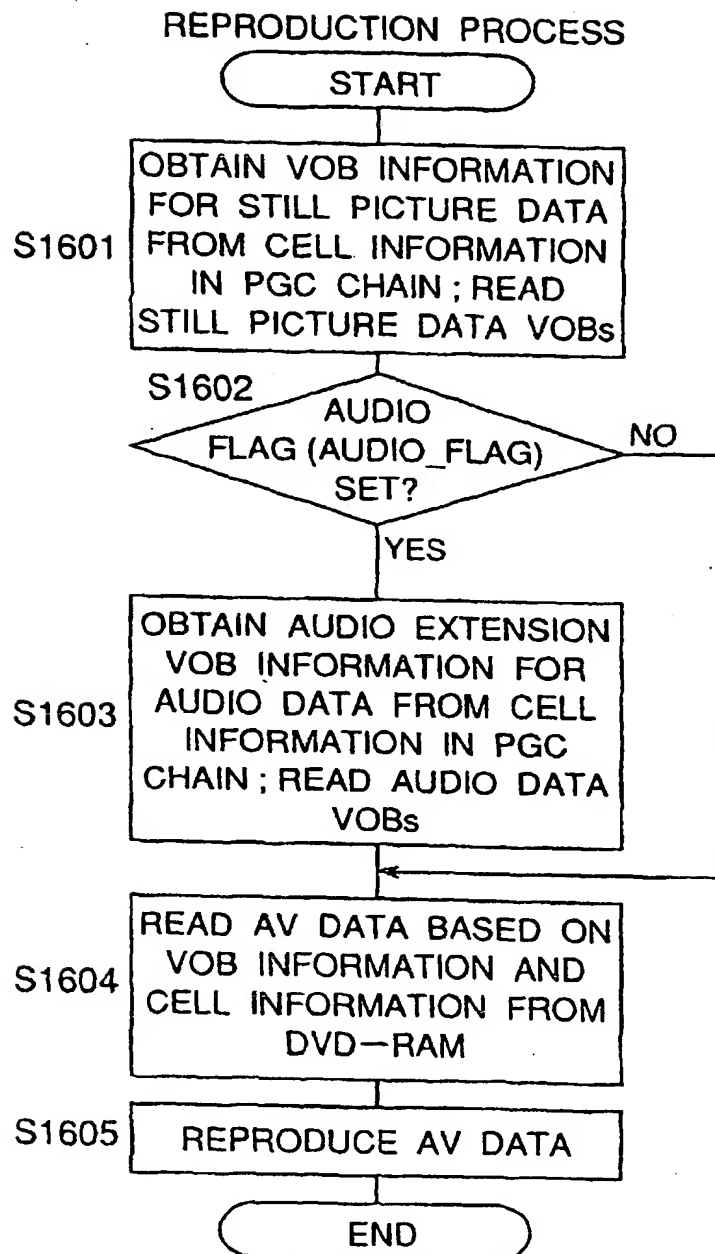 REPRODUCTION PROCESS
START
S1601
OBTAIN VOB INFORMATION
FOR STILL PICTURE DATA
FROM CELL INFORMATION
IN PGC CHAIN ; READ
STILL PICTURE DATA VOBs
S1602
AUDIO
FLAG (AUDIO_FLAG)
SET?
NO
YES
S1603
OBTAIN AUDIO EXTENSION
VOB INFORMATION FOR
AUDIO DATA FROM CELL
INFORMATION IN PGC
CHAIN ; READ AUDIO DATA
VOBs
S1604
READ AV DATA BASED ON
VOB INFORMATION AND
CELL INFORMATION FROM
DVD-RAM
S1605
REPRODUCE AV DATA
END